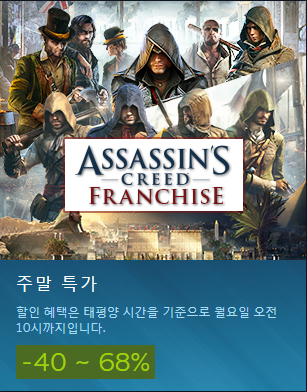 ASSASSIN'S
CREED
FRANCHISE
주말 특가
할인 혜택은 태평양 시간을 기준으로 월요일 오전
10시까지입니다.
-40 ~ 68%